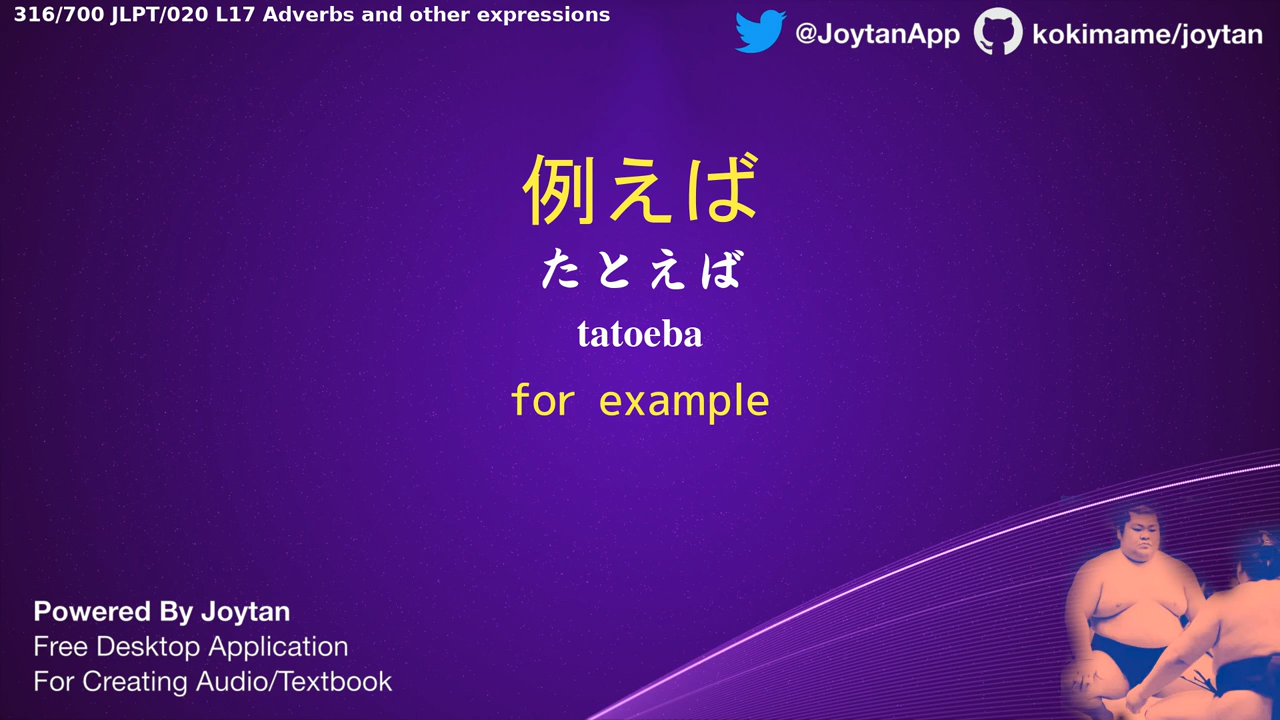 316/700 JLPT/020 L17 Adverbs and other expressions
@JoytanApp kokimame/joytan
例えば
たとえば
tatoeba
for example
Powered By Joytan
Free Desktop Application
For Creating Audio/Textbook